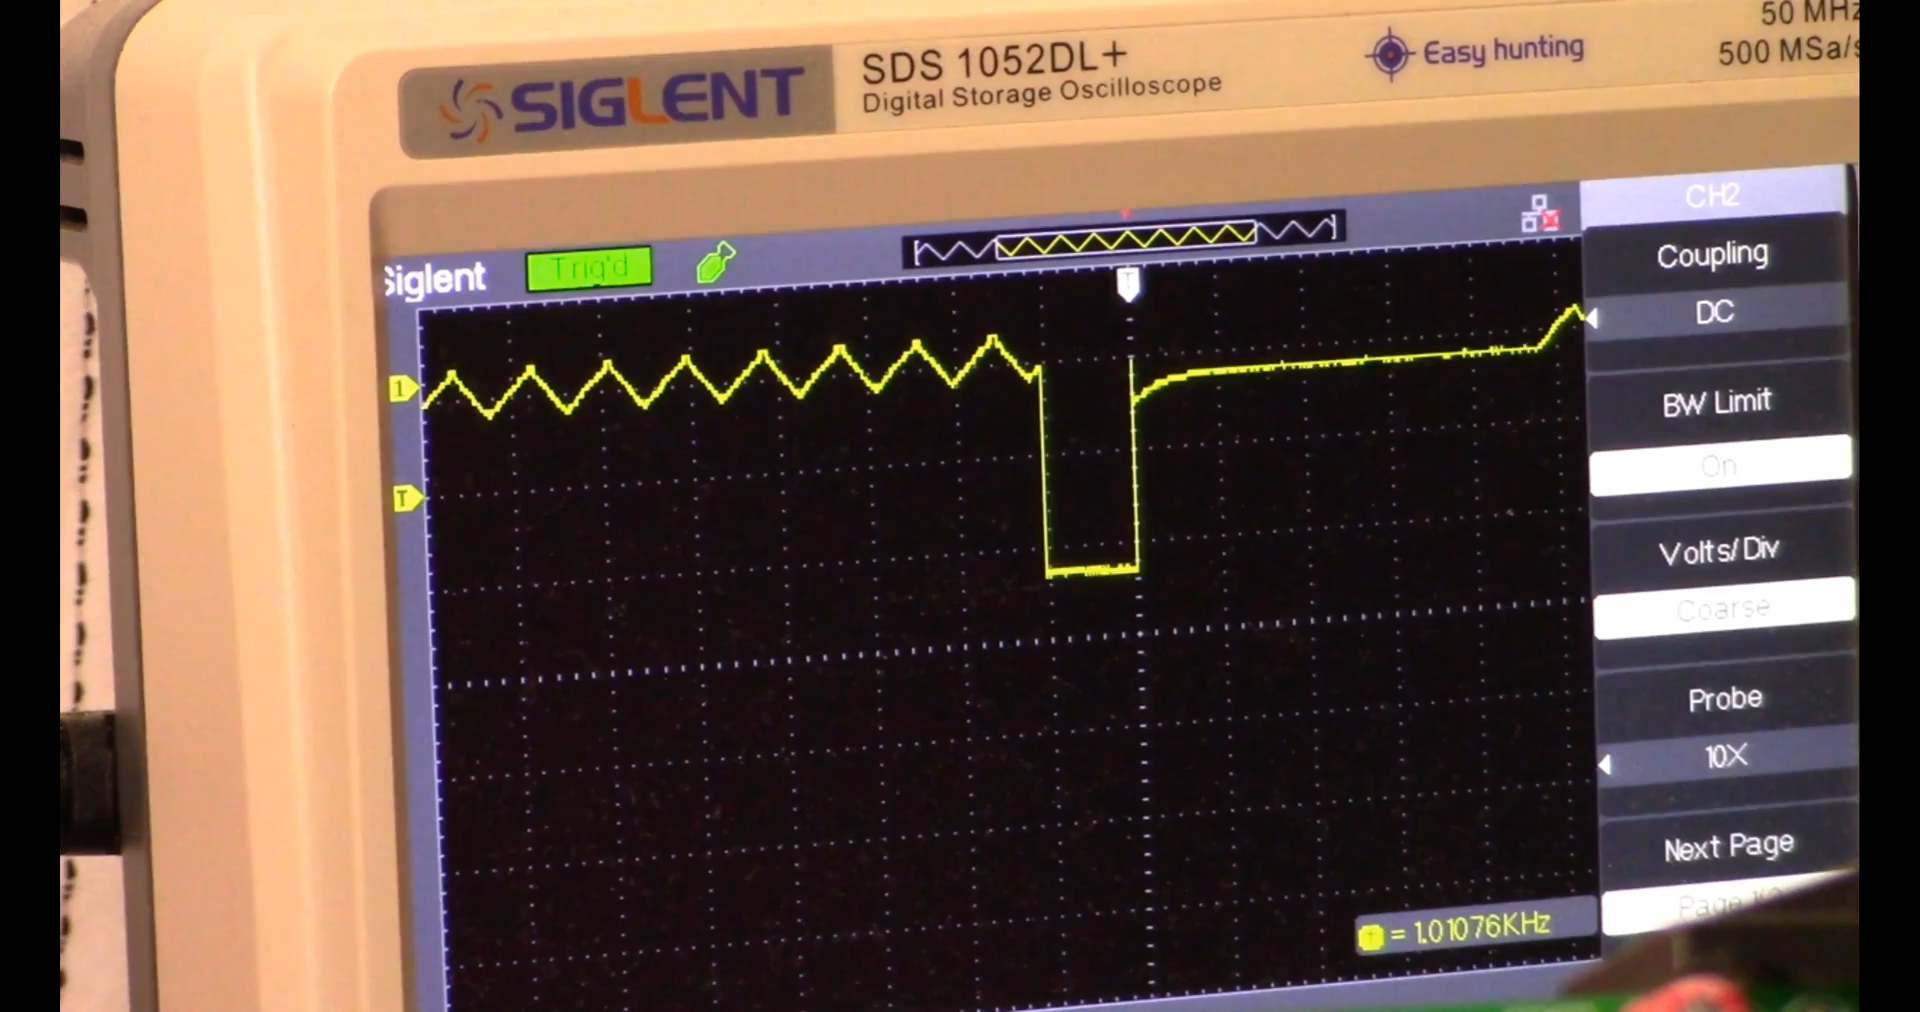 SIGLENT
SDS 1052DL+
Digital Storage Oscilloscope
Easy hunting
50 MHz
500 MSa/s
Siglent
Trig'd
T
1
T
CH2
Coupling
DC
BW Limit
On
Volts/Div
Coarse
Probe
10X
Next Page
Page
= 1.01076KHz